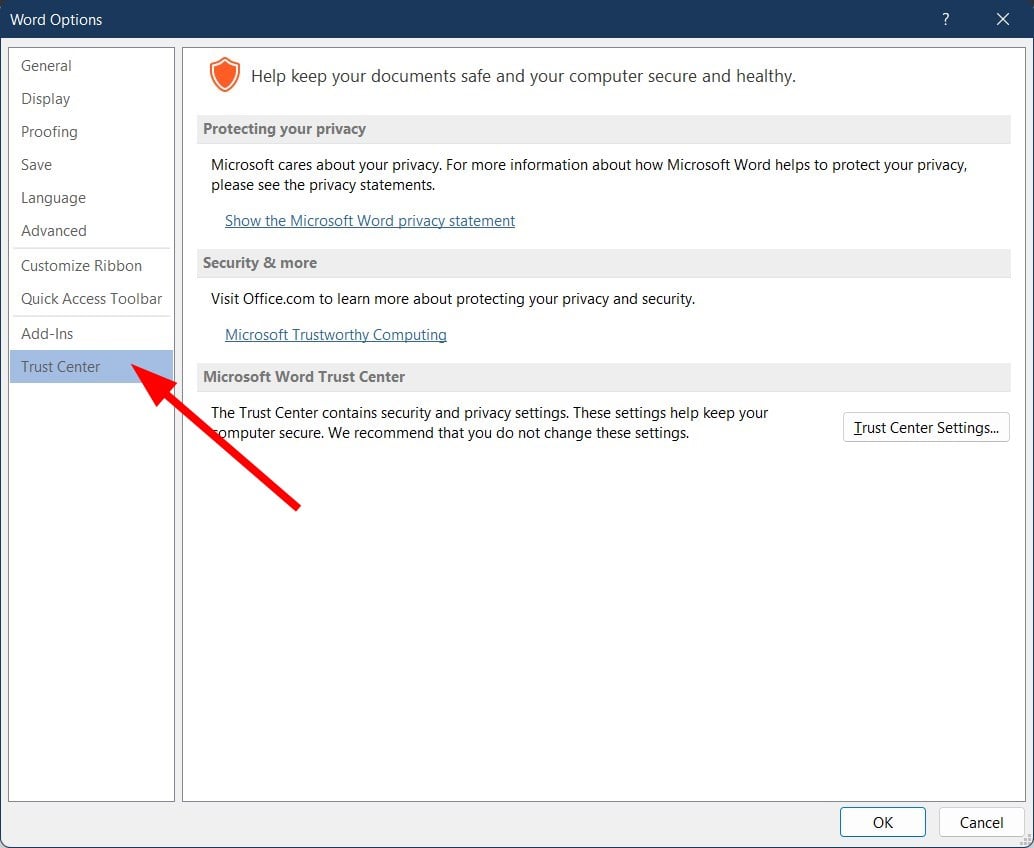 Word Options
?
General
Display
Proofing
Save
Language
Advanced
Customize Ribbon
Quick Access Toolbar
Add-Ins
Trust Center
Help keep your documents safe and your computer secure and healthy.
Protecting your privacy
Microsoft cares about your privacy. For more information about how Microsoft Word helps to protect your privacy,
please see the privacy statements.
Show the Microsoft Word privacy statement
Security & more
Visit Office.com to learn more about protecting your privacy and security.
Microsoft Trustworthy Computing
Microsoft Word Trust Center
The Trust Center contains security and privacy settings. These settings help keep your
computer secure. We recommend that you do not change these settings.
Trust Center Settings...
OK
Cancel